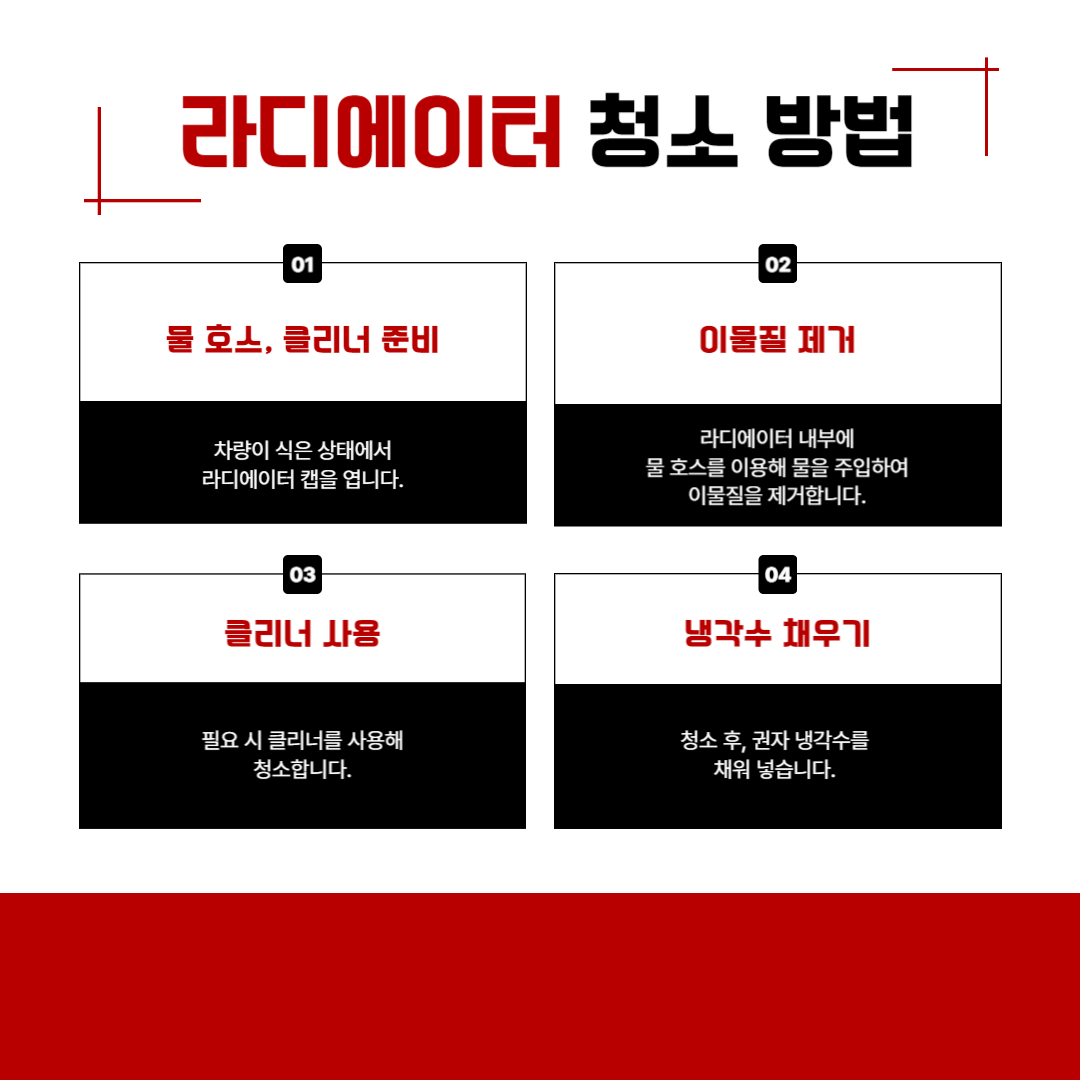 라디에이터 청소 방법
01
물 호스, 클리너 준비
차량이 식은 상태에서
라디에이터 캡을 엽니다.
02
이물질 제거
라디에이터 내부에
물 호스를 이용해 물을 주입하여
이물질을 제거합니다.
03
클리너 사용
필요 시 클리너를 사용해
청소합니다.
04
냉각수 채우기
청소 후, 권자 냉각수를
채워 넣습니다.